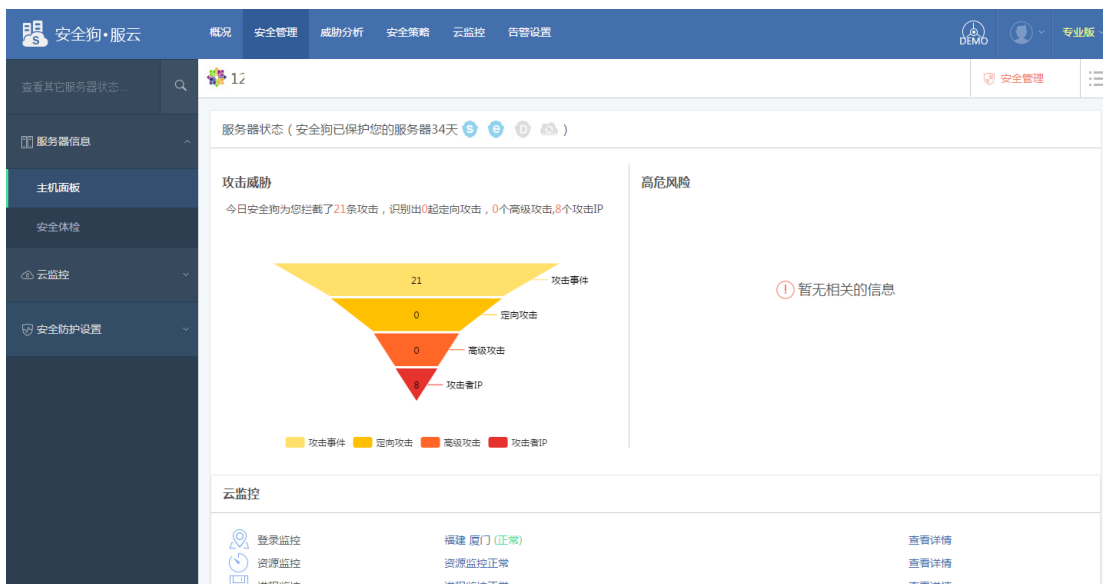 明 S 安全狗·服云 概况 安全管理 威胁分析 安全策略 云监控 告警设置 DEMO 专业版
查看其它服务器状态... 12 安全管理
服务器信息
主机面板
安全体检
云监控
安全防护设置
服务器状态 ( 安全狗已保护您的服务器34天 S e D )
攻击威胁
今日安全狗为您拦截了21条攻击，识别出0起定向攻击，0个高级攻击,8个攻击IP
21 攻击事件
0 定向攻击
0 高级攻击
8 攻击者IP
攻击事件 定向攻击 高级攻击 攻击者IP
高危风险
暂无相关的信息
云监控
登录监控 福建 厦门 (正常) 查看详情
资源监控 资源监控正常 查看详情